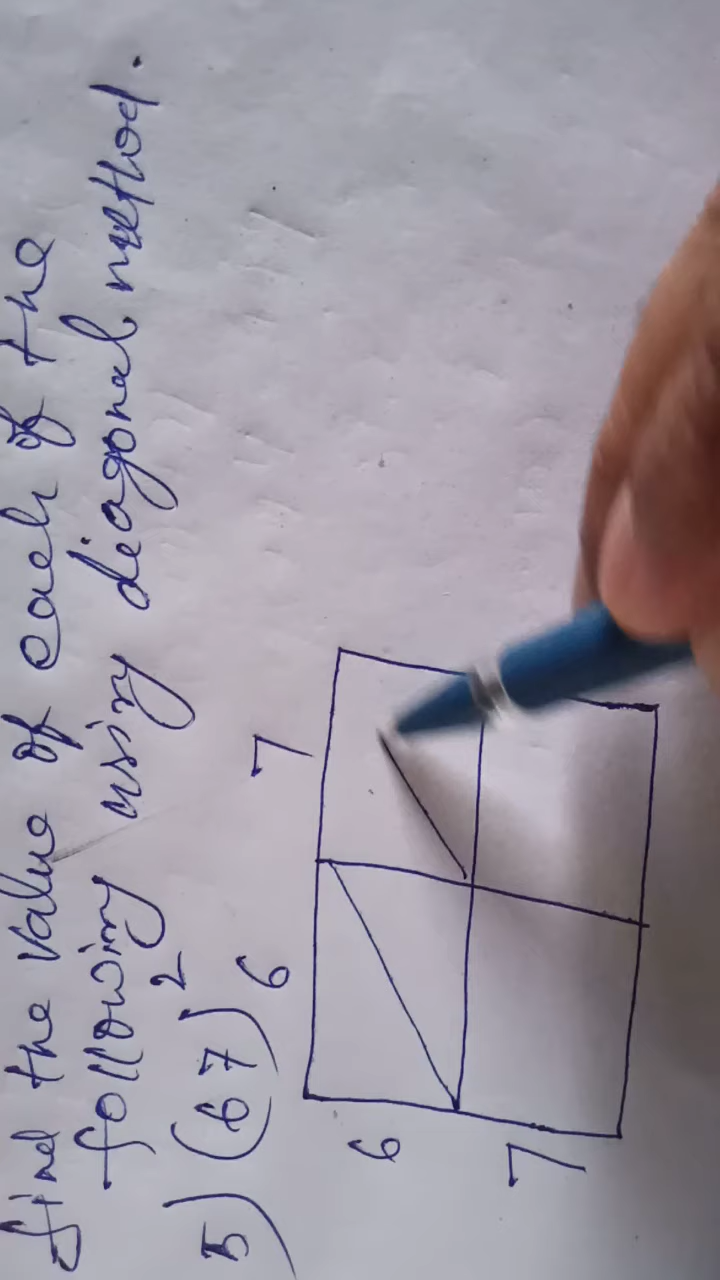 find the value of each of the
following using diagonal method.
5) (67)²
6 7
6
7